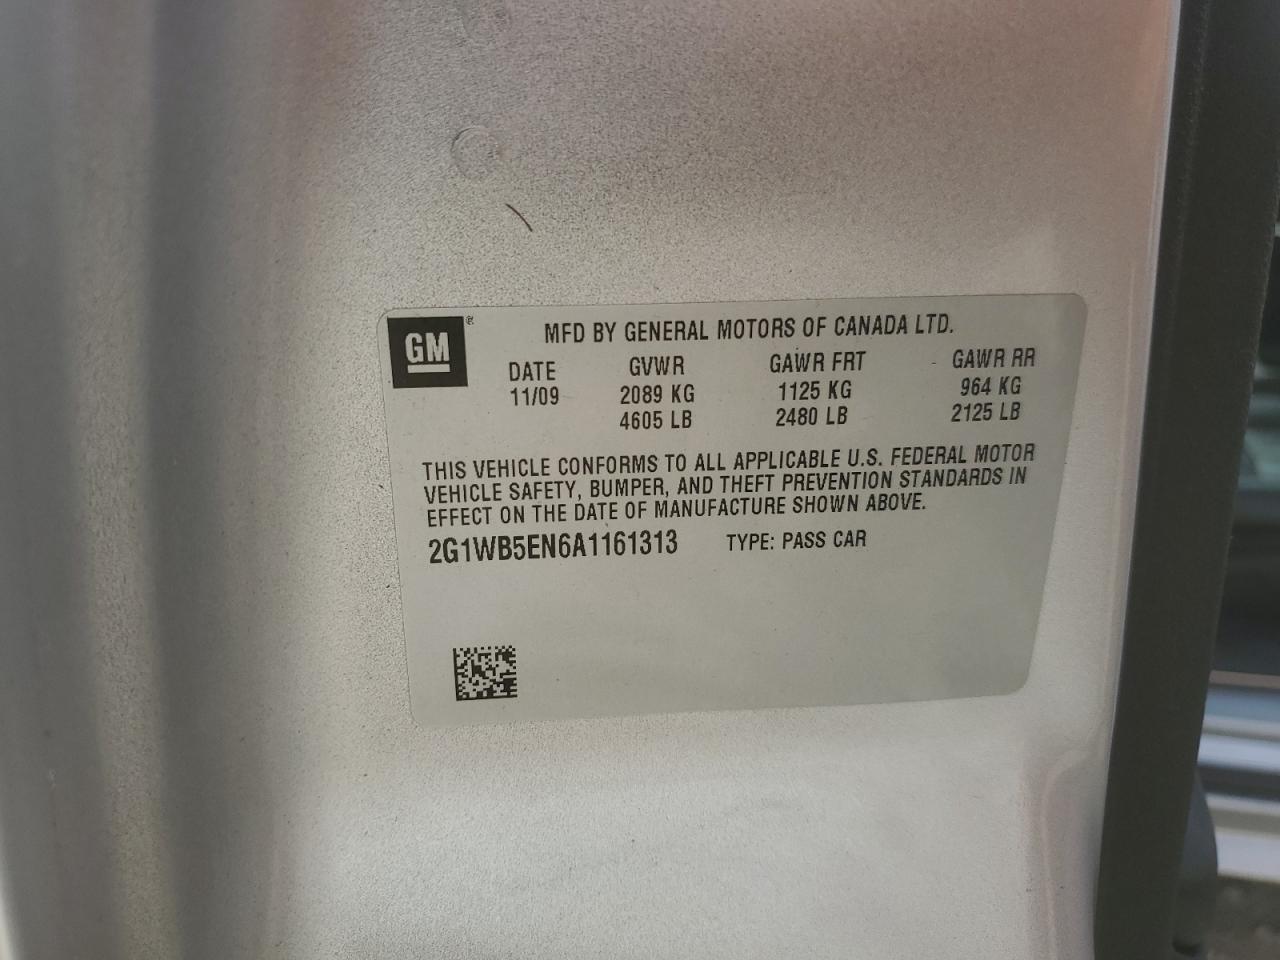 GM ®
MFD BY GENERAL MOTORS OF CANADA LTD.
DATE GVWR GAWR FRT GAWR RR
11/09 2089 KG 1125 KG 964 KG
4605 LB 2480 LB 2125 LB
THIS VEHICLE CONFORMS TO ALL APPLICABLE U.S. FEDERAL MOTOR
VEHICLE SAFETY, BUMPER, AND THEFT PREVENTION STANDARDS IN
EFFECT ON THE DATE OF MANUFACTURE SHOWN ABOVE.
2G1WB5EN6A1161313 TYPE: PASS CAR